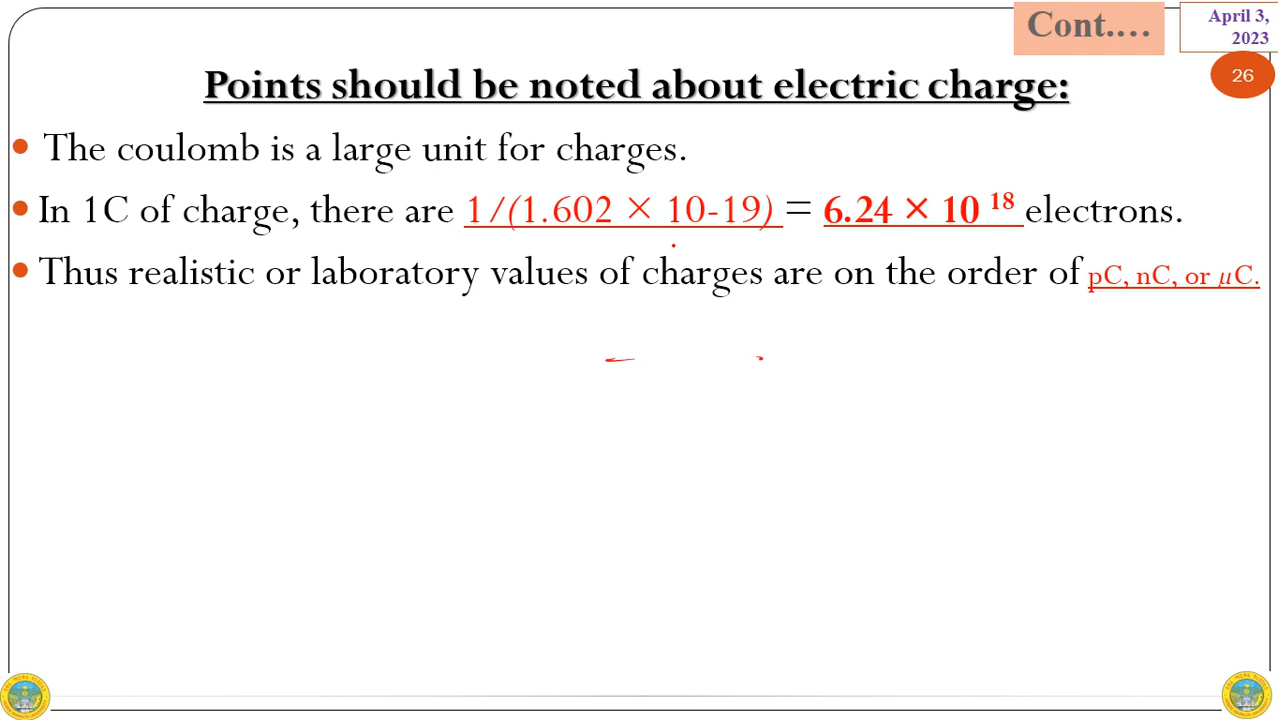 Cont.…
April 3,
2023
26
Points should be noted about electric charge:
• The coulomb is a large unit for charges.
• In 1C of charge, there are 1/(1.602 × 10-19) = 6.24 × 10 ¹⁸ electrons.
• Thus realistic or laboratory values of charges are on the order of pC, nC, or µC.